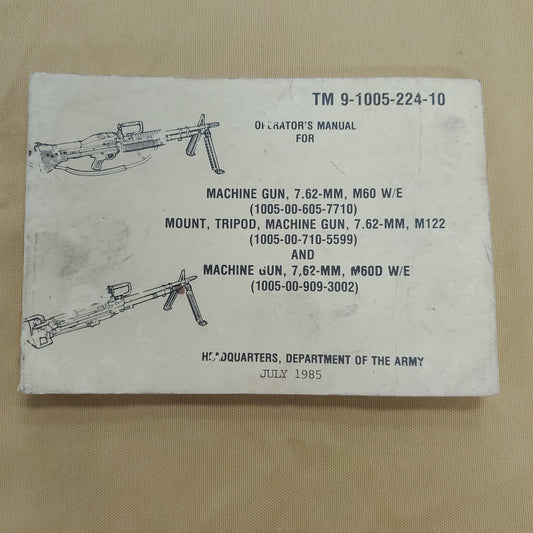 TM 9-1005-224-10
OPERATOR'S MANUAL
FOR
MACHINE GUN, 7.62-MM, M60 W/E
(1005-00-605-7710)
MOUNT, TRIPOD, MACHINE GUN, 7.62-MM, M122
(1005-00-710-5599)
AND
MACHINE GUN, 7.62-MM, M60D W/E
(1005-00-909-3002)
HEADQUARTERS, DEPARTMENT OF THE ARMY
JULY 1985